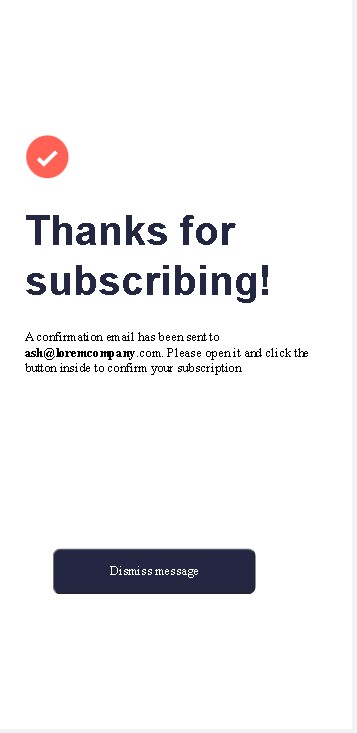 Thanks for
subscribing!
A confirmation email has been sent to
ash@loremcompany.com. Please open it and click the
button inside to confirm your subscription
Dismiss message